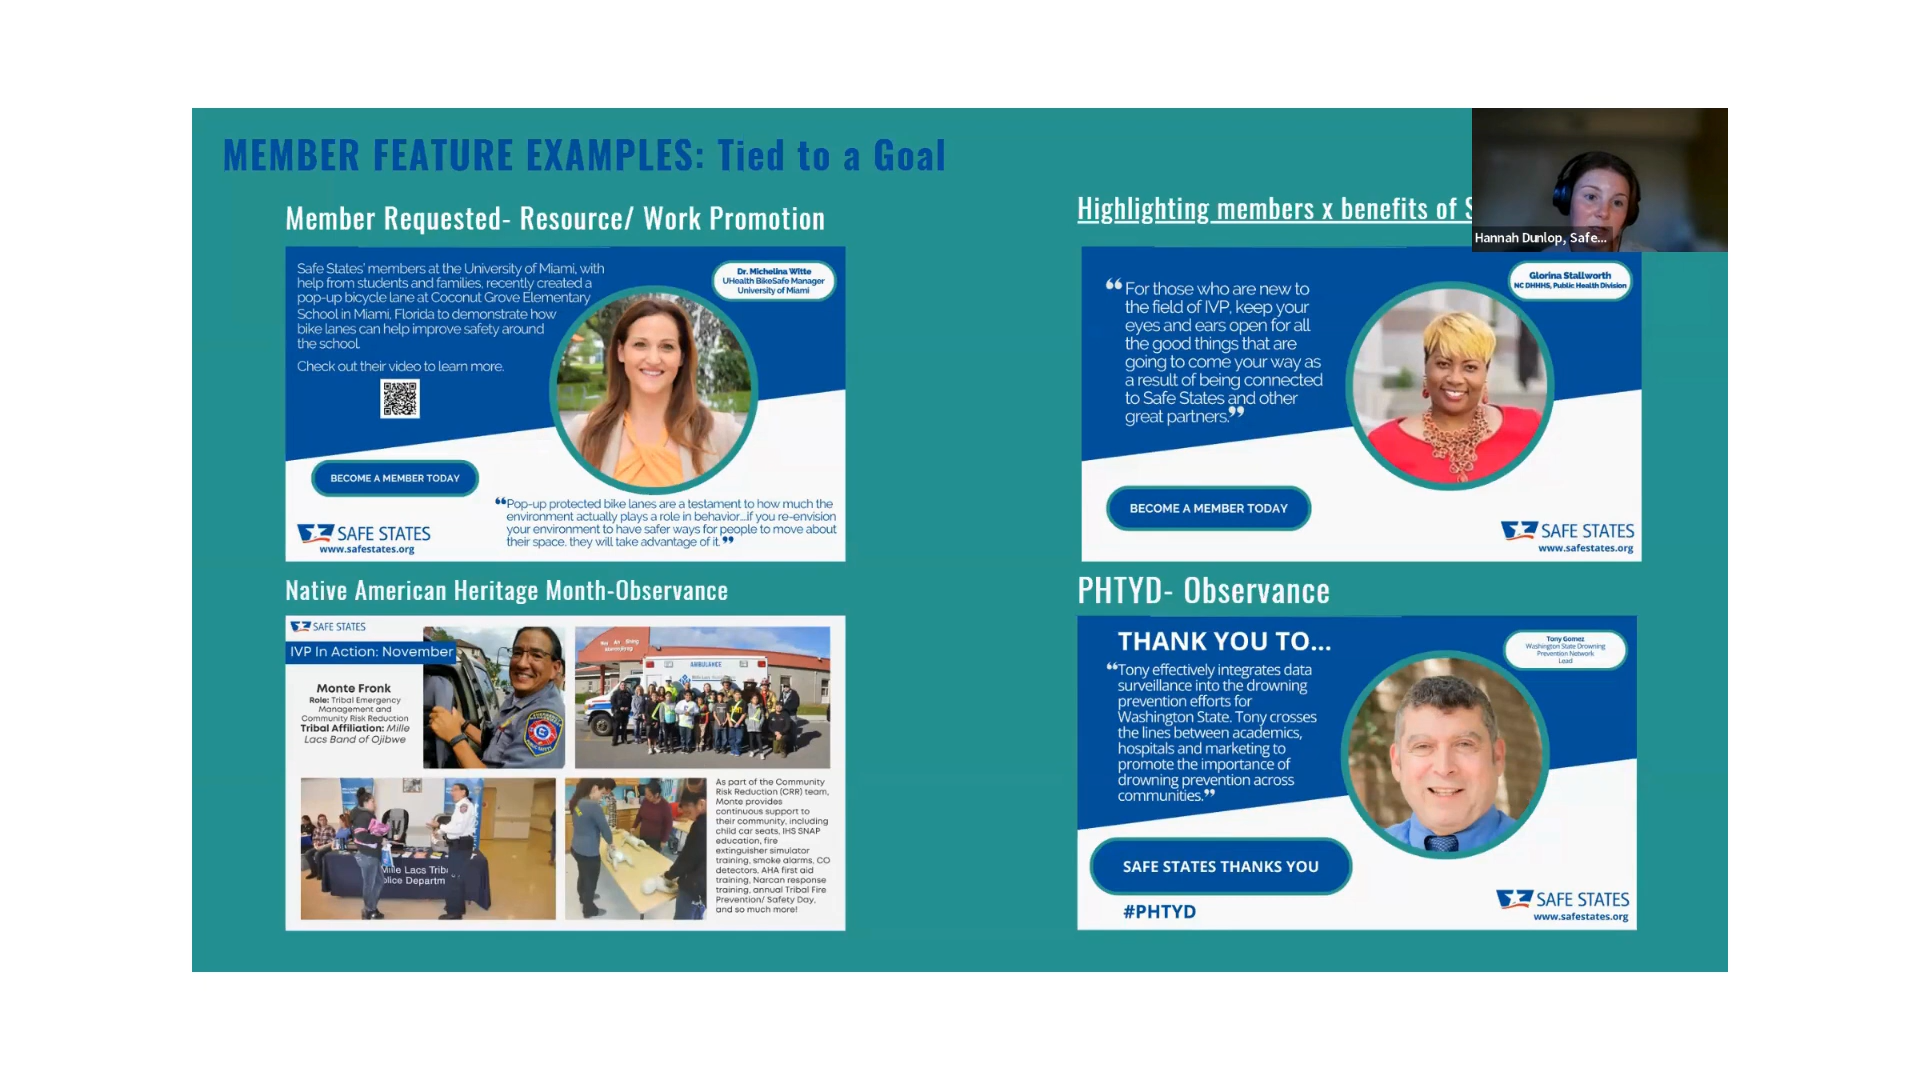 MEMBER FEATURE EXAMPLES: Tied to a Goal
Member Requested- Resource/ Work Promotion
Safe States' members at the University of Miami, with
help from students and families, recently created a
pop-up bicycle lane at Coconut Grove Elementary
School in Miami, Florida to demonstrate how
bike lanes can help improve safety around
the school.
Check out their video to learn more.
Dr. Michelina Witte
UHealth BikeSafe Manager
University of Miami
BECOME A MEMBER TODAY
SAFE STATES
www.safestates.org
“Pop-up protected bike lanes are a testament to how much the
environment actually plays a role in behavior...if you re-envision
your environment to have safer ways for people to move about
their space, they will take advantage of it.”
Highlighting members x benefits of S
Hannah Dunlop, Safe...
“For those who are new to
the field of IVP, keep your
eyes and ears open for all
the good things that are
going to come your way as
a result of being connected
to Safe States and other
great partners.”
Glorina Stallworth
NC DHHS, Public Health Division
BECOME A MEMBER TODAY
SAFE STATES
www.safestates.org
Native American Heritage Month-Observance
SAFE STATES
IVP In Action: November
Monte Fronk
Role: Tribal Emergency
Management and
Community Risk Reduction
Tribal Affiliation: Mille
Lacs Band of Ojibwe
AMBULANCE
Mille Lacs Trib
olice Departm
As part of the Community
Risk Reduction (CRR) team,
Monte provides
continuous support to
their community, including
child car seats, IHS SNAP
education, fire
extinguisher simulator
training, smoke alarms, CO
detectors, AHA first aid
training, Narcan response
training, annual Tribal Fire
Prevention/ Safety Day,
and so much more!
PHTYD- Observance
THANK YOU TO...
“Tony effectively integrates data
surveillance into the drowning
prevention efforts for
Washington State. Tony crosses
the lines between academics,
hospitals and marketing to
promote the importance of
drowning prevention across
communities.”
Tony Gomez
Washington State Drowning
Prevention Network
Lead
SAFE STATES THANKS YOU
#PHTYD
SAFE STATES
www.safestates.org